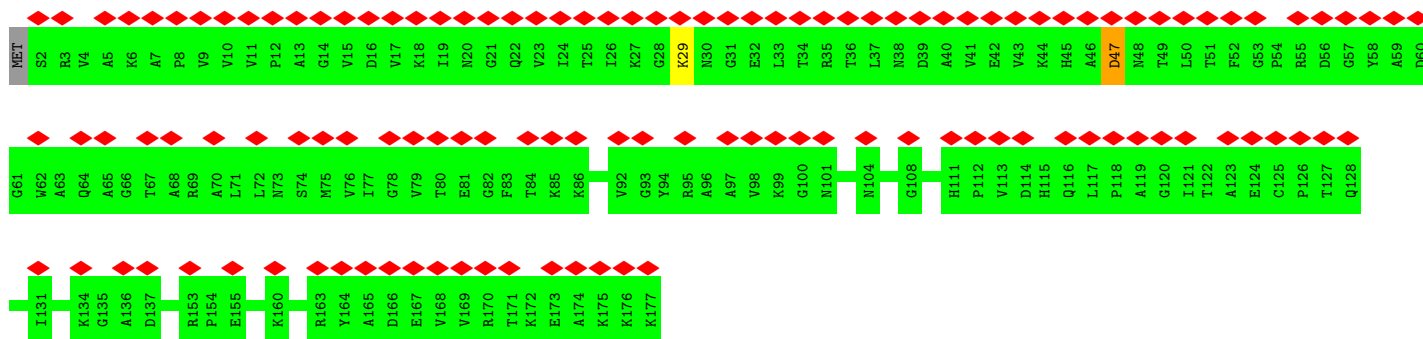 MET S2 R3 V4 A5 K6 A7 P8 V9 V10 V11 P12 A13 G14 V15 D16 V17 K18 I19 N20 G21 Q22 V23 I24 T25 I26 K27 G28 K29 N30 G31 E32 L33 T34 R35 T36 L37 N38 D39 A40 V41 E42 V43 K44 H45 A46 D47 N48 T49 L50 T51 F52 G53 P54 R55 D56 G57 Y58 A59 D60
G61 W62 A63 Q64 A65 G66 T67 A68 R69 A70 L71 L72 N73 S74 M75 V76 I77 G78 V79 T80 E81 G82 F83 T84 K85 K86 V92 G93 Y94 R95 A96 A97 V98 K99 G100 N101 N104 G108 H111 P112 V113 D114 H115 Q116 L117 P118 A119 G120 I121 T122 A123 E124 C125 P126 T127 Q128
I131 K134 G135 A136 D137 R153 P154 E155 K160 R163 Y164 A165 D166 E167 V168 V169 R170 T171 K172 E173 A174 K175 K176 K177